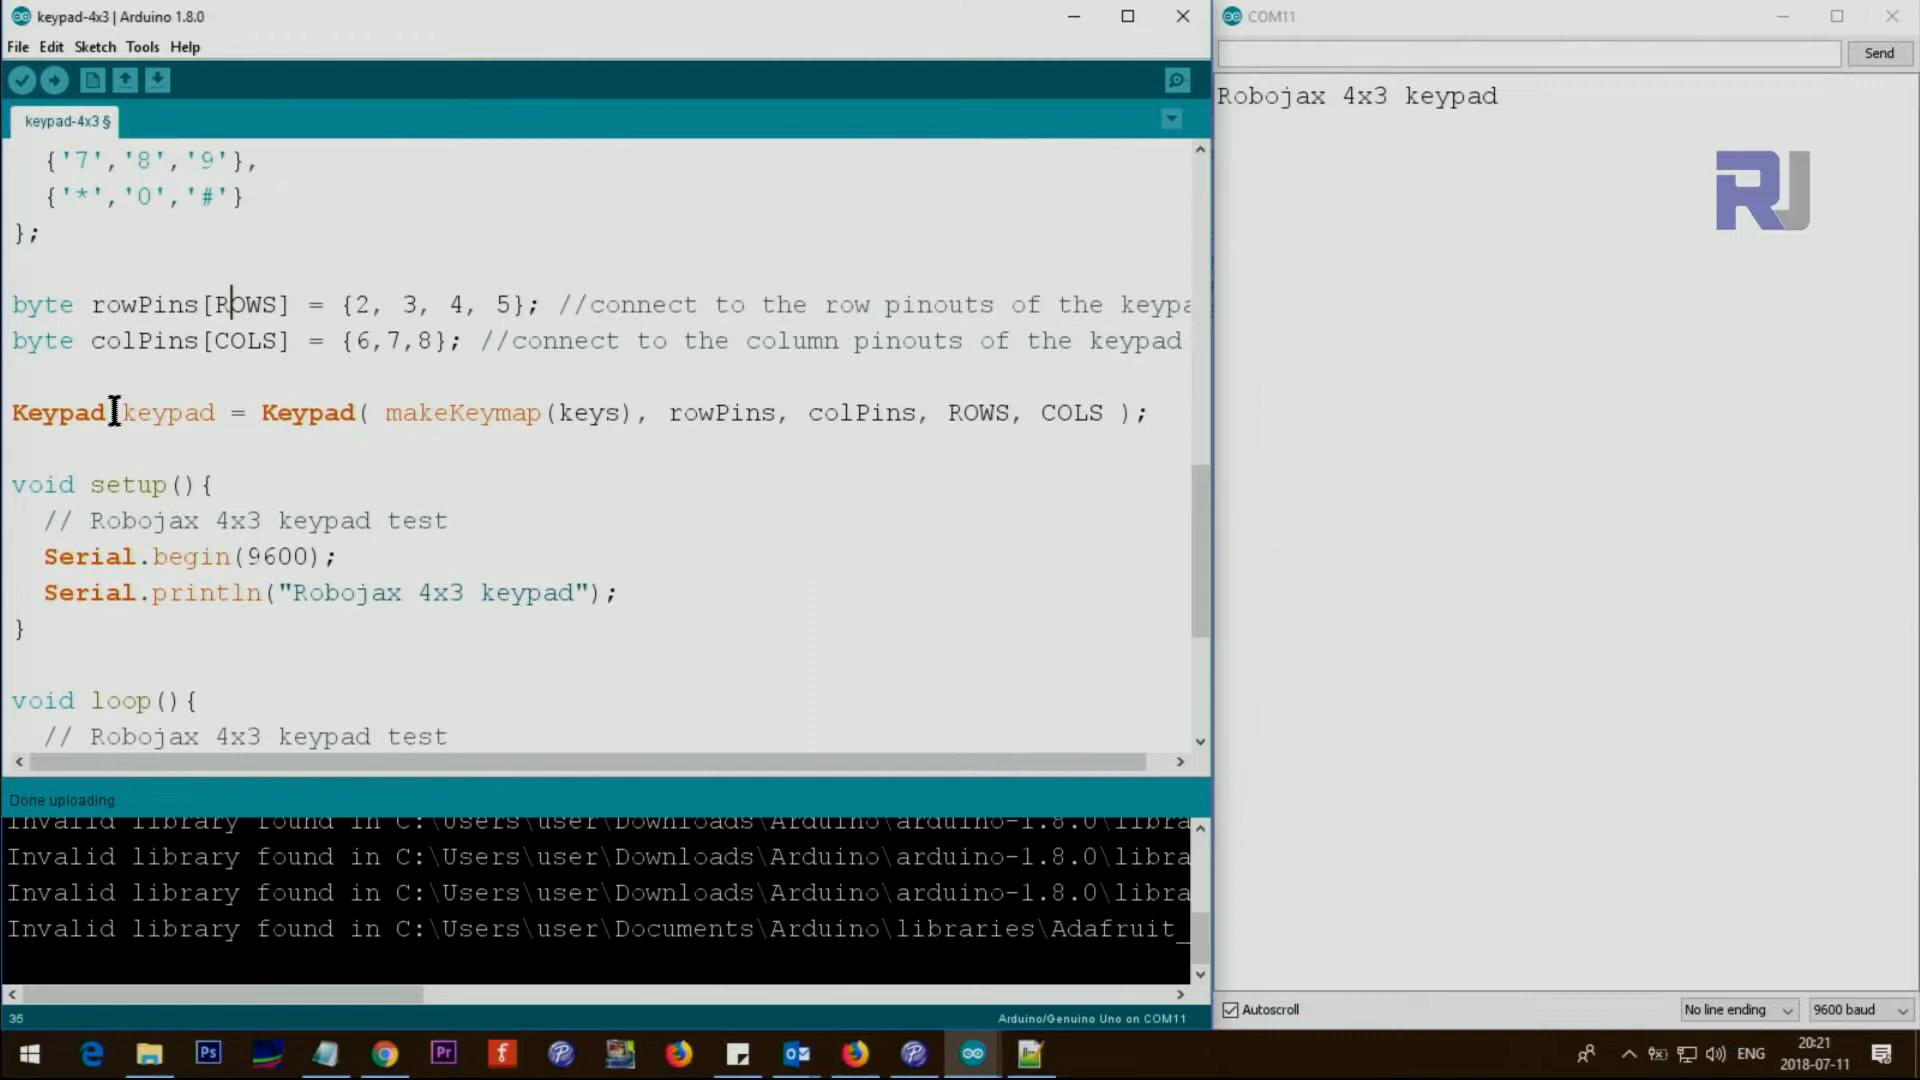 keypad-4x3 | Arduino 1.8.0
File Edit Sketch Tools Help
keypad-4x3 §
{'7','8','9'},
{'*','0','#'}
};
byte rowPins[ROWS] = {2, 3, 4, 5}; //connect to the row pinouts of the keypa
byte colPins[COLS] = {6,7,8}; //connect to the column pinouts of the keypad
Keypad keypad = Keypad( makeKeymap(keys), rowPins, colPins, ROWS, COLS );
void setup(){
// Robojax 4x3 keypad test
Serial.begin(9600);
Serial.println("Robojax 4x3 keypad");
}
void loop(){
// Robojax 4x3 keypad test
Done uploading.
Invalid library found in C:\Users\user\Downloads\Arduino\arduino-1.8.0\libra
Invalid library found in C:\Users\user\Downloads\Arduino\arduino-1.8.0\libra
Invalid library found in C:\Users\user\Downloads\Arduino\arduino-1.8.0\libra
Invalid library found in C:\Users\user\Documents\Arduino\libraries\Adafruit_
35
Arduino/Genuino Uno on COM11
COM11
Send
Robojax 4x3 keypad
RJ
Autoscroll
No line ending
9600 baud
Ps
Pr
ENG
20:21
2018-07-11